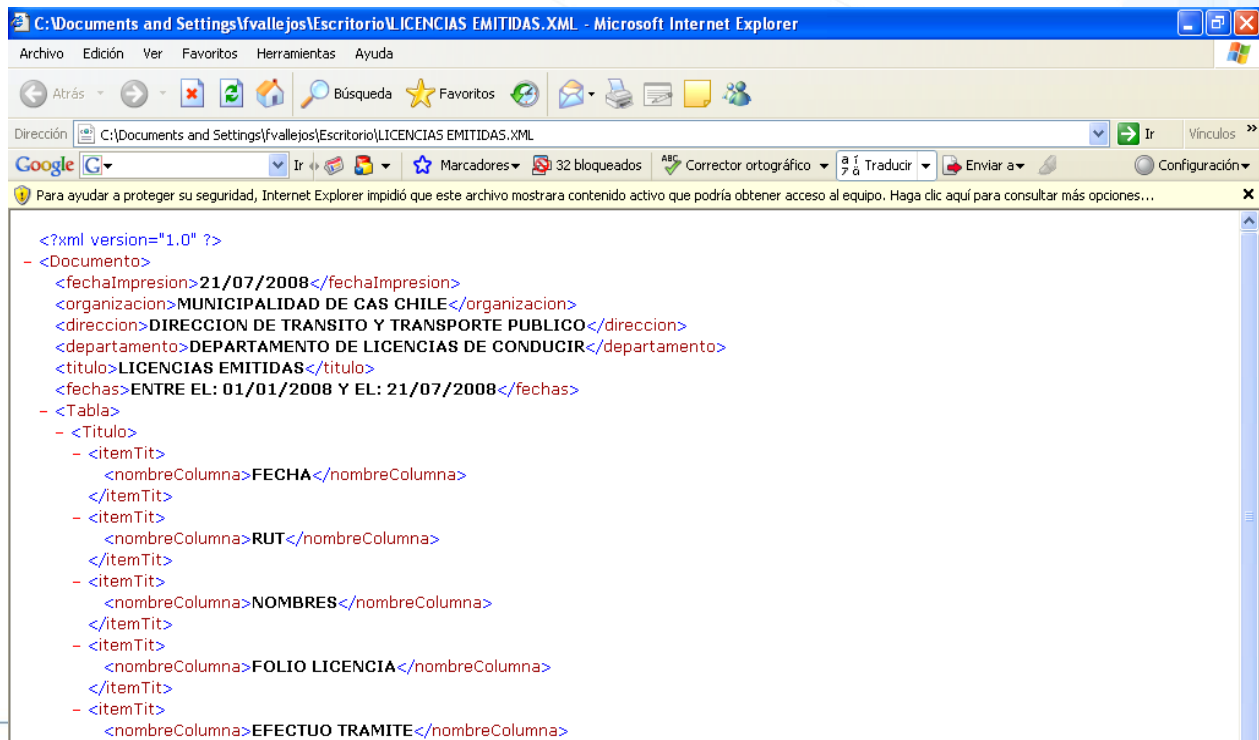 C:\Documents and Settings\fvallejos\Escritorio\LICENCIAS EMITIDAS.XML - Microsoft Internet Explorer
Archivo Edición Ver Favoritos Herramientas Ayuda
Atrás Búsqueda Favoritos
Dirección C:\Documents and Settings\fvallejos\Escritorio\LICENCIAS EMITIDAS.XML Ir Vínculos »
Google G Ir Marcadores 32 bloqueados ABC Corrector ortográfico Traducir Enviar a Configuración
Para ayudar a proteger su seguridad, Internet Explorer impidió que este archivo mostrara contenido activo que podría obtener acceso al equipo. Haga clic aquí para consultar más opciones...
<?xml version="1.0" ?>
- <Documento>
<fechaImpresion>21/07/2008</fechaImpresion>
<organizacion>MUNICIPALIDAD DE CAS CHILE</organizacion>
<direccion>DIRECCION DE TRANSITO Y TRANSPORTE PUBLICO</direccion>
<departamento>DEPARTAMENTO DE LICENCIAS DE CONDUCIR</departamento>
<titulo>LICENCIAS EMITIDAS</titulo>
<fechas>ENTRE EL: 01/01/2008 Y EL: 21/07/2008</fechas>
- <Tabla>
- <Titulo>
- <itemTit>
<nombreColumna>FECHA</nombreColumna>
</itemTit>
- <itemTit>
<nombreColumna>RUT</nombreColumna>
</itemTit>
- <itemTit>
<nombreColumna>NOMBRES</nombreColumna>
</itemTit>
- <itemTit>
<nombreColumna>FOLIO LICENCIA</nombreColumna>
</itemTit>
- <itemTit>
<nombreColumna>EFECTUO TRAMITE</nombreColumna>